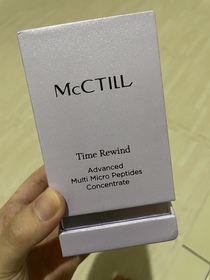 McCTILL
Time Rewind
Advanced
Multi Micro Peptides
Concentrate